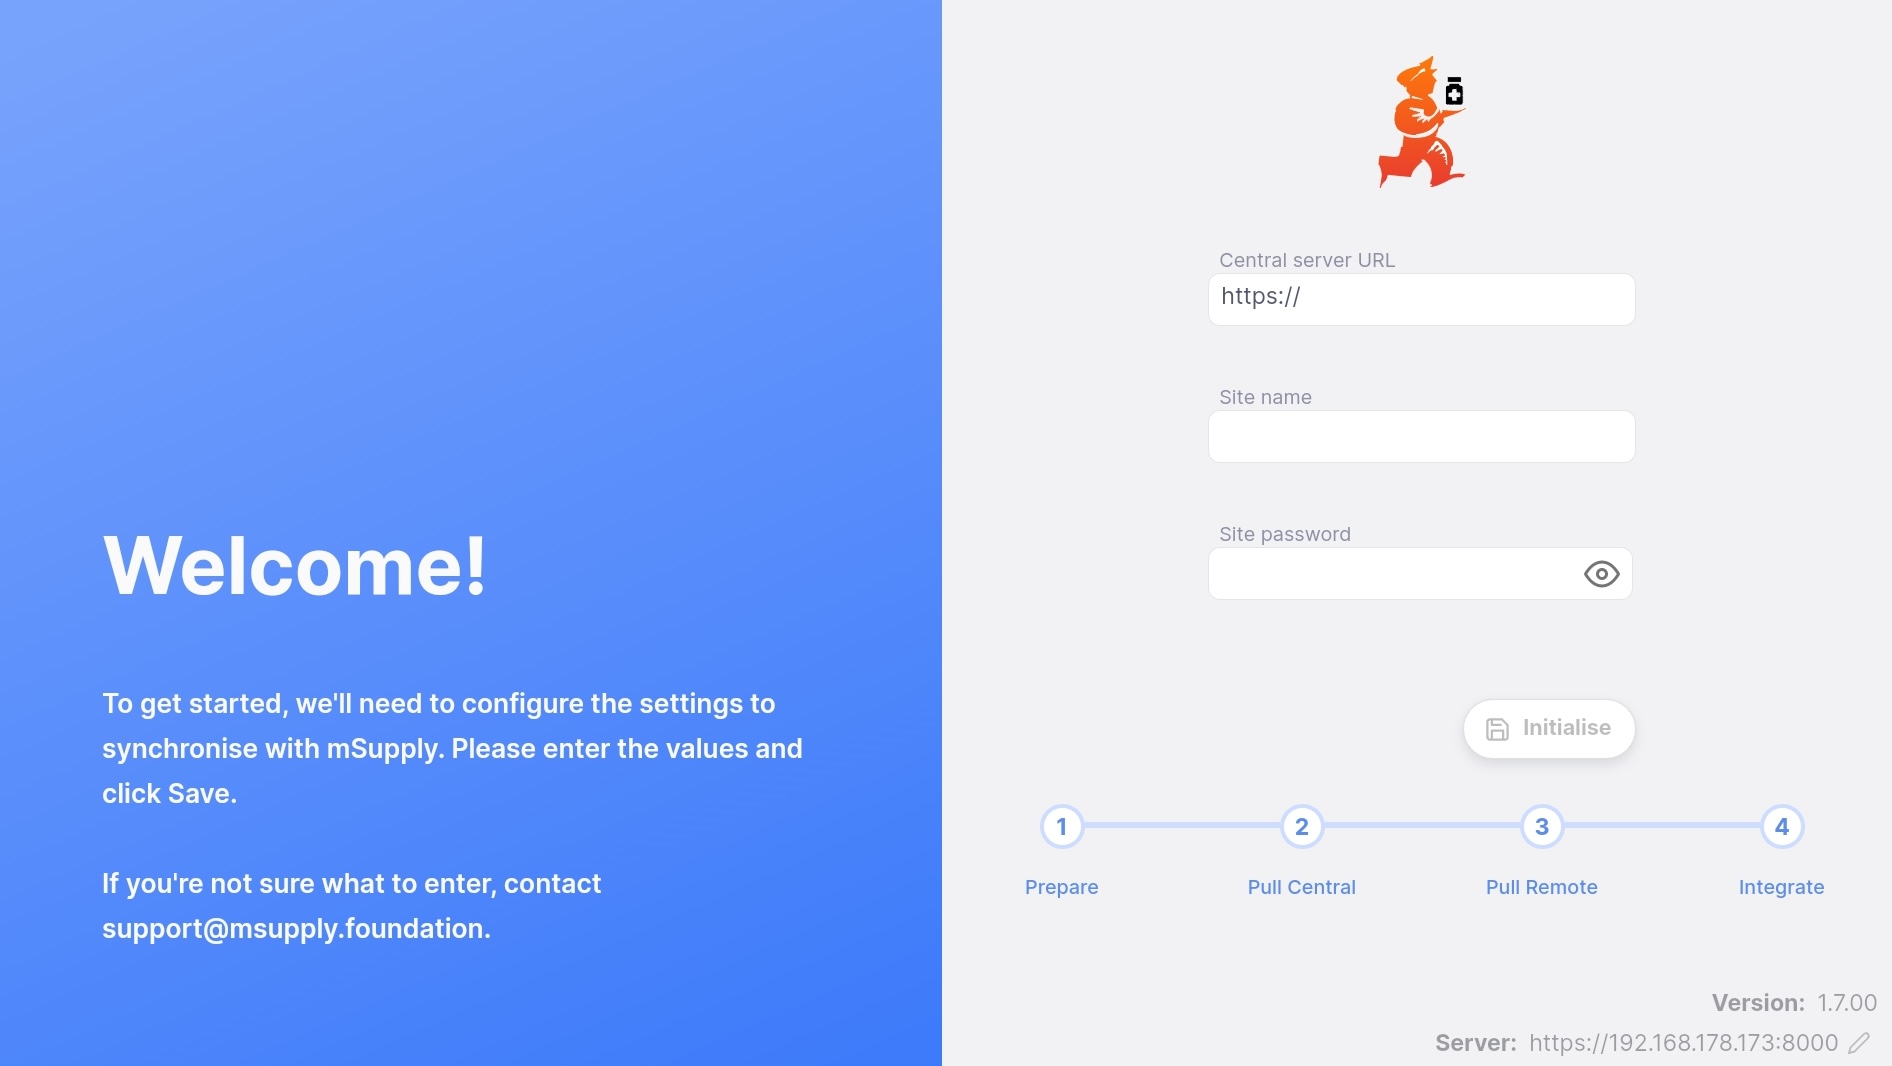 Welcome!
To get started, we'll need to configure the settings to
synchronise with mSupply. Please enter the values and
click Save.
If you're not sure what to enter, contact
support@msupply.foundation.
Central server URL
https://
Site name
Site password
Initialise
1 2 3 4
Prepare Pull Central Pull Remote Integrate
Version: 1.7.00
Server: https://192.168.178.173:8000